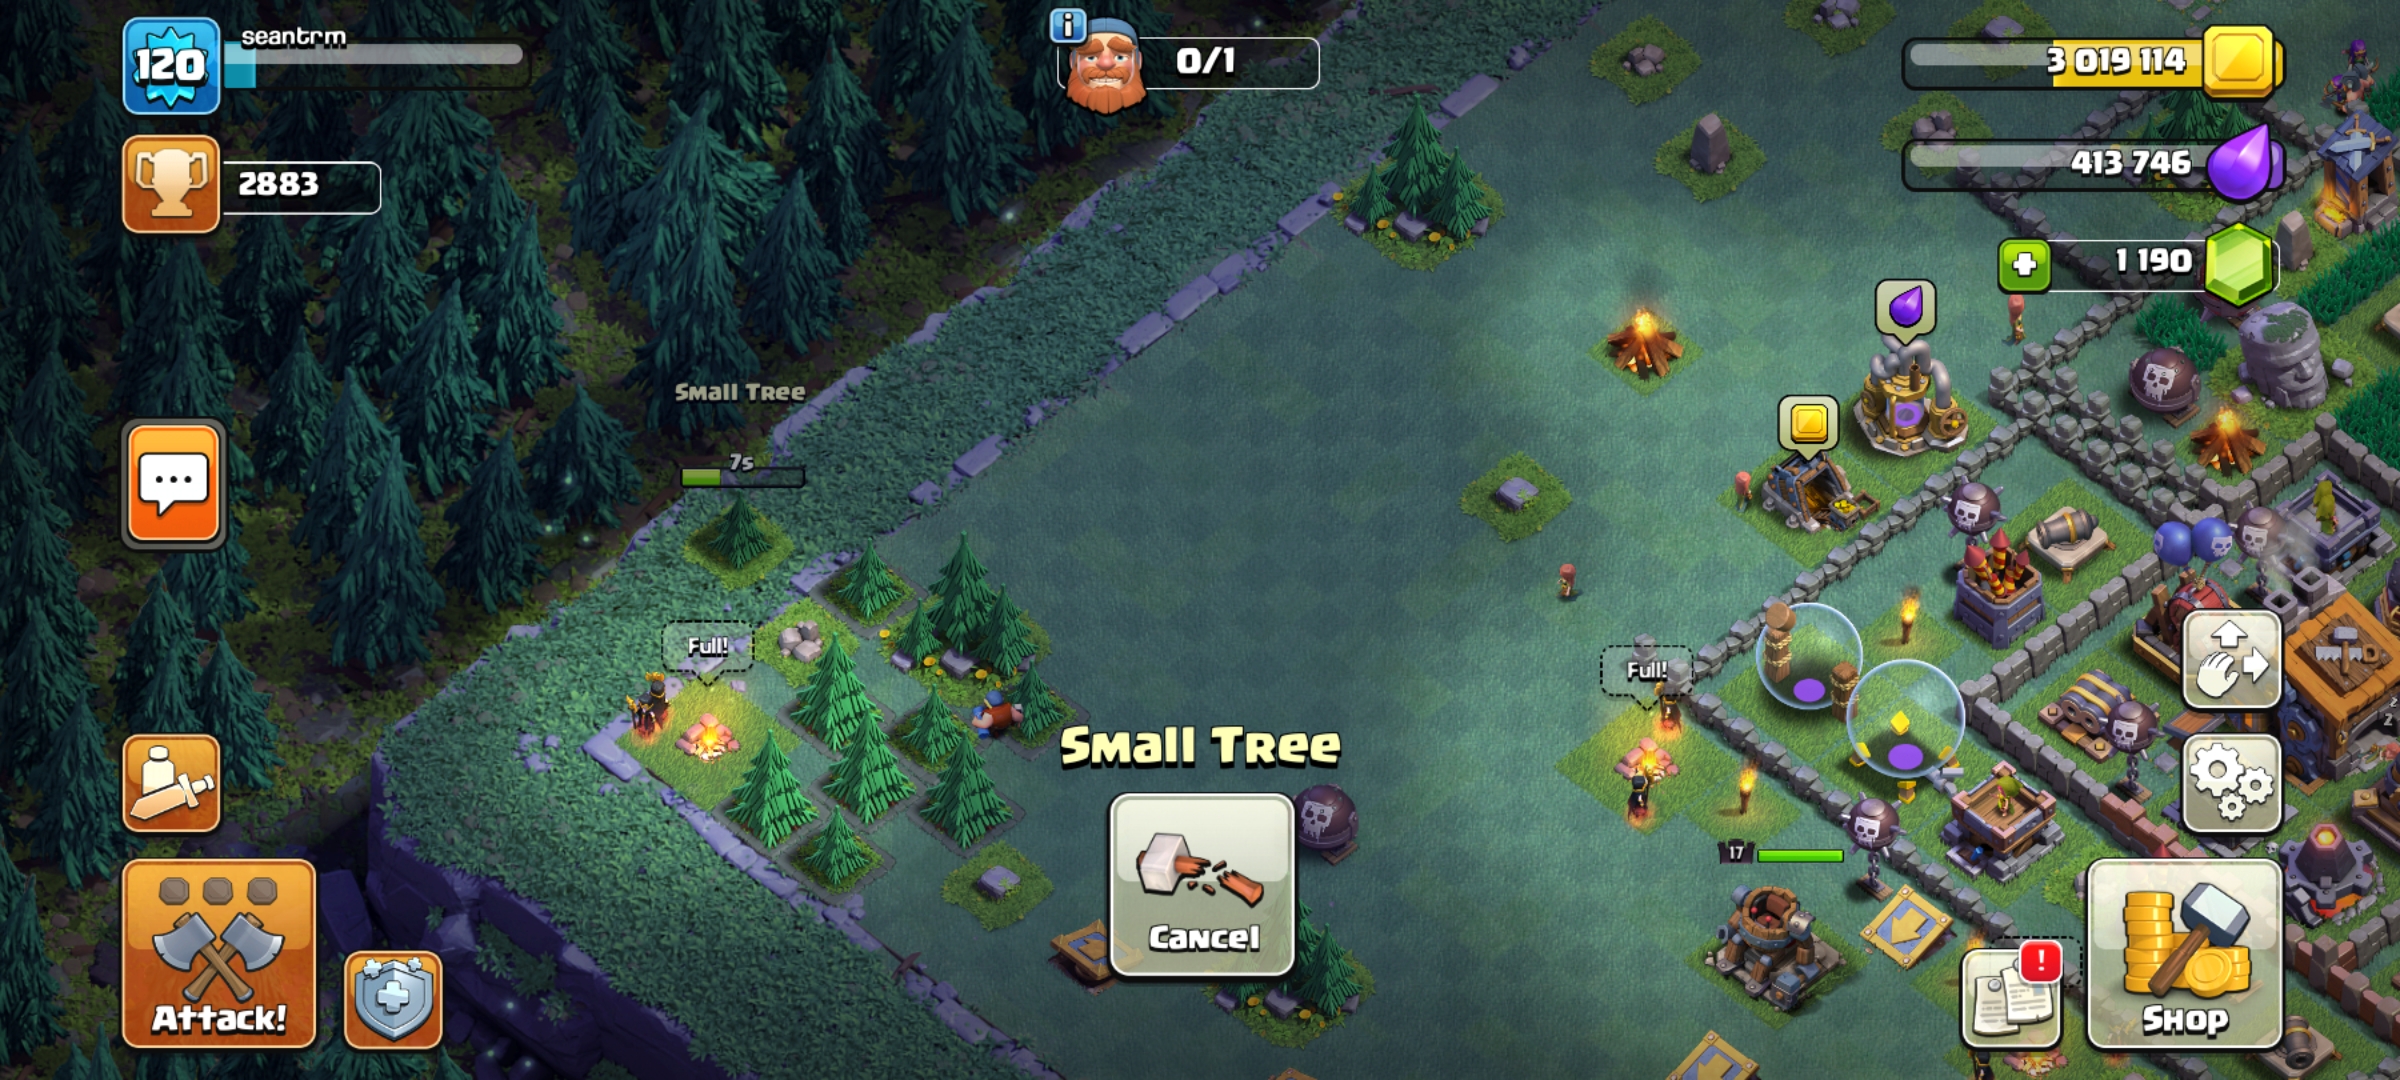 120
seantrm
0/1
3 019 114
2883
413 746
1 190
Small Tree
7s
Full!
Full!
Small Tree
17
Cancel
Attack!
!
Shop